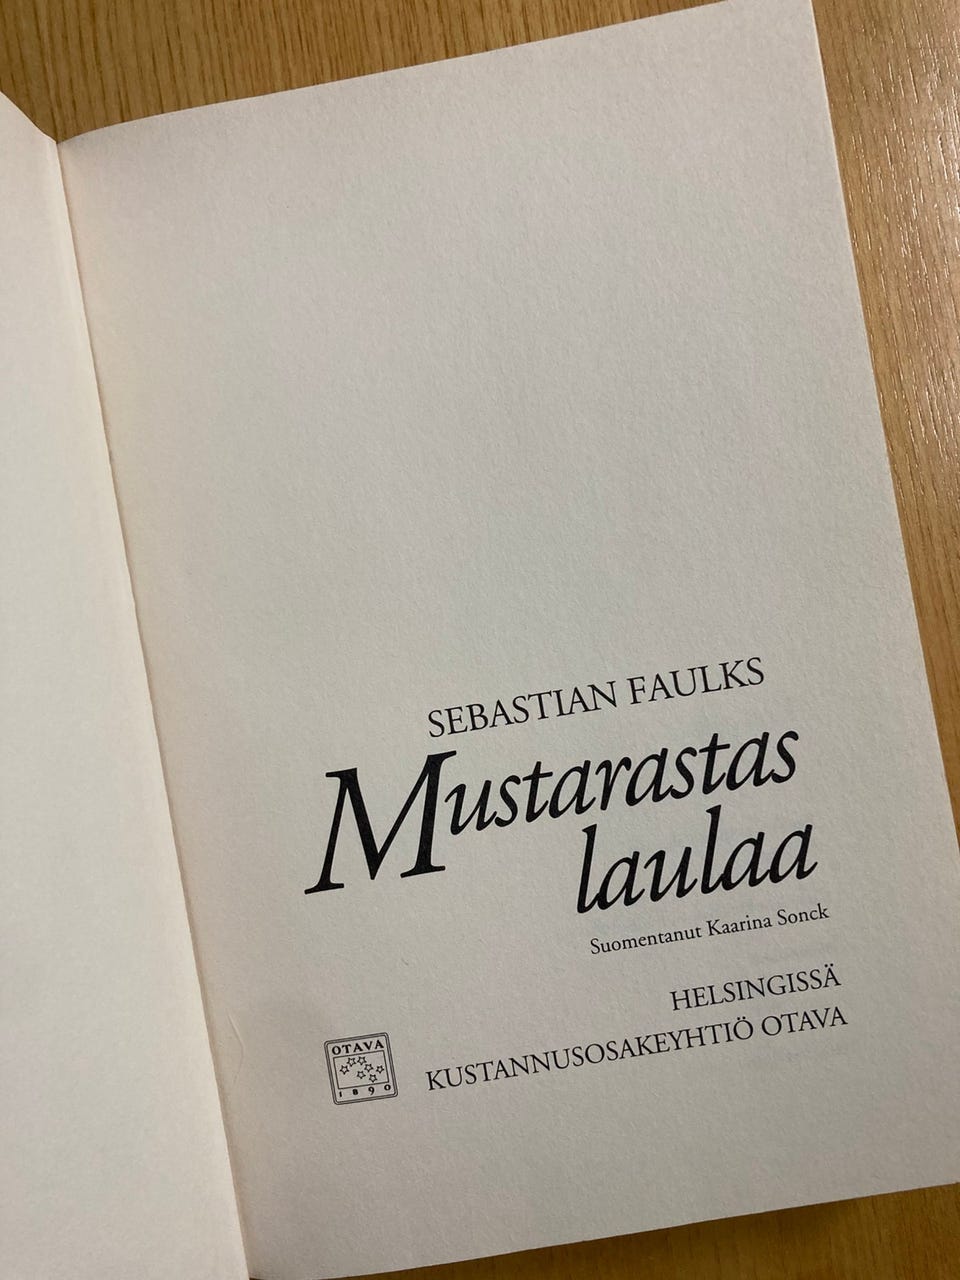 SEBASTIAN FAULKS
Mustarastas
laulaa
Suomentanut Kaarina Sonck
HELSINGISSÄ
KUSTANNUSOSAKEYHTIÖ OTAVA
OTAVA
1890